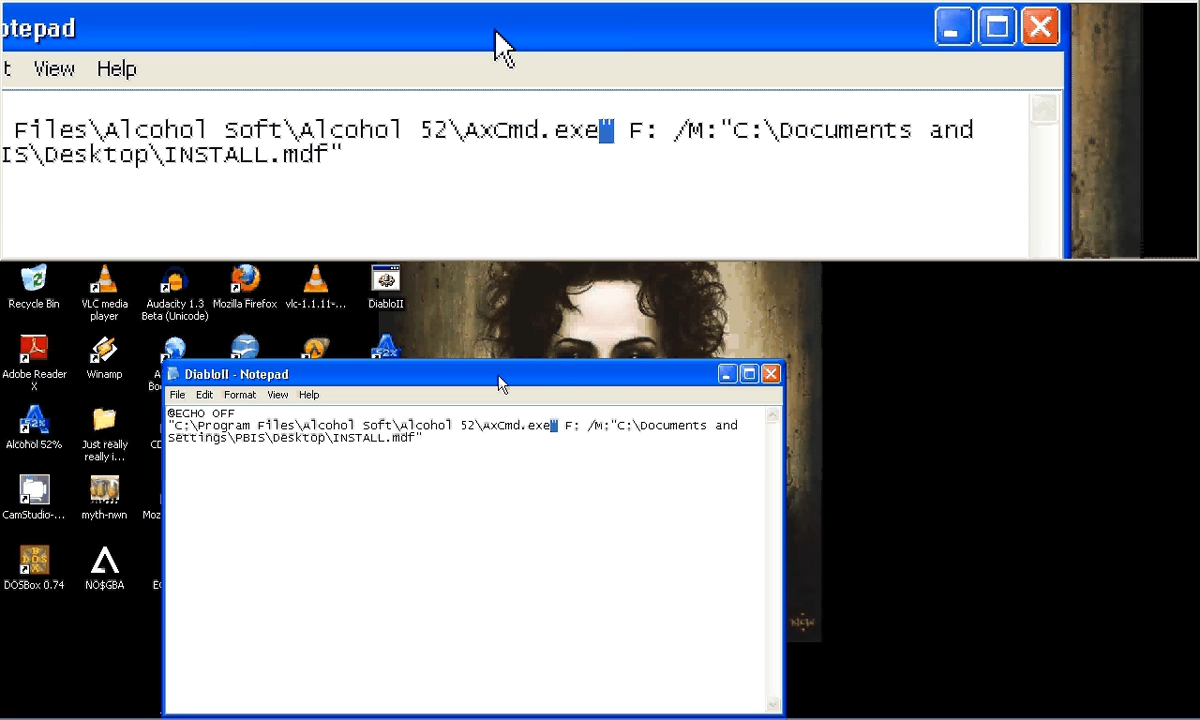 otepad
t View Help
Files\Alcohol Soft\Alcohol 52\AxCmd.exe" F: /M:"C:\Documents and
IS\Desktop\INSTALL.mdf"
Recycle Bin
VLC media player
Audacity 1.3 Beta (Unicode)
Mozilla Firefox
vlc-1.1.11-...
DiabloII
Adobe Reader X
Winamp
Alcohol 52%
Just really really i...
CamStudio-...
myth-nwn
Moz
DOSBox 0.74
NO$GBA
DiabloII - Notepad
File Edit Format View Help
@ECHO OFF
"C:\Program Files\Alcohol Soft\Alcohol 52\AxCmd.exe" F: /M:"C:\Documents and
Settings\PBIS\Desktop\INSTALL.mdf"